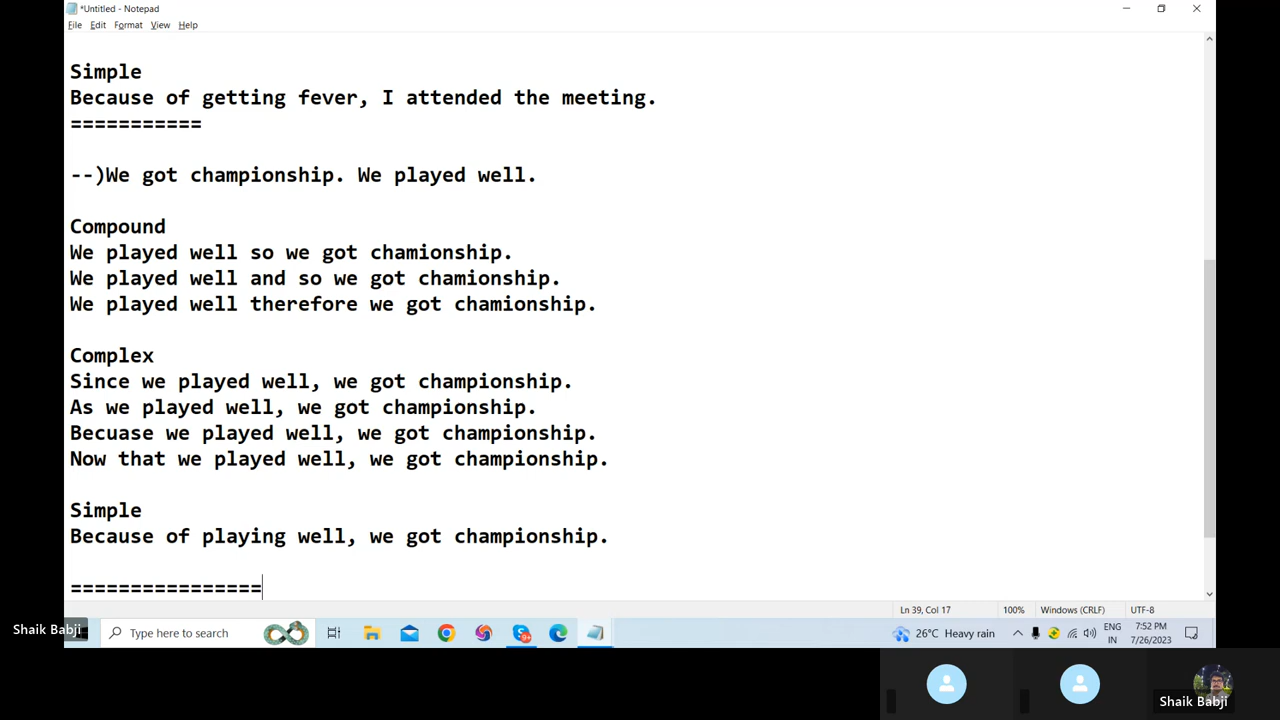 *Untitled - Notepad
File Edit Format View Help
Simple
Because of getting fever, I attended the meeting.
===========
--)We got championship. We played well.
Compound
We played well so we got chamionship.
We played well and so we got chamionship.
We played well therefore we got chamionship.
Complex
Since we played well, we got championship.
As we played well, we got championship.
Becuase we played well, we got championship.
Now that we played well, we got championship.
Simple
Because of playing well, we got championship.
================
Ln 39, Col 17 100% Windows (CRLF) UTF-8
Shaik Babji
Type here to search
26°C Heavy rain
ENG
IN
7:52 PM
7/26/2023
Shaik Babji